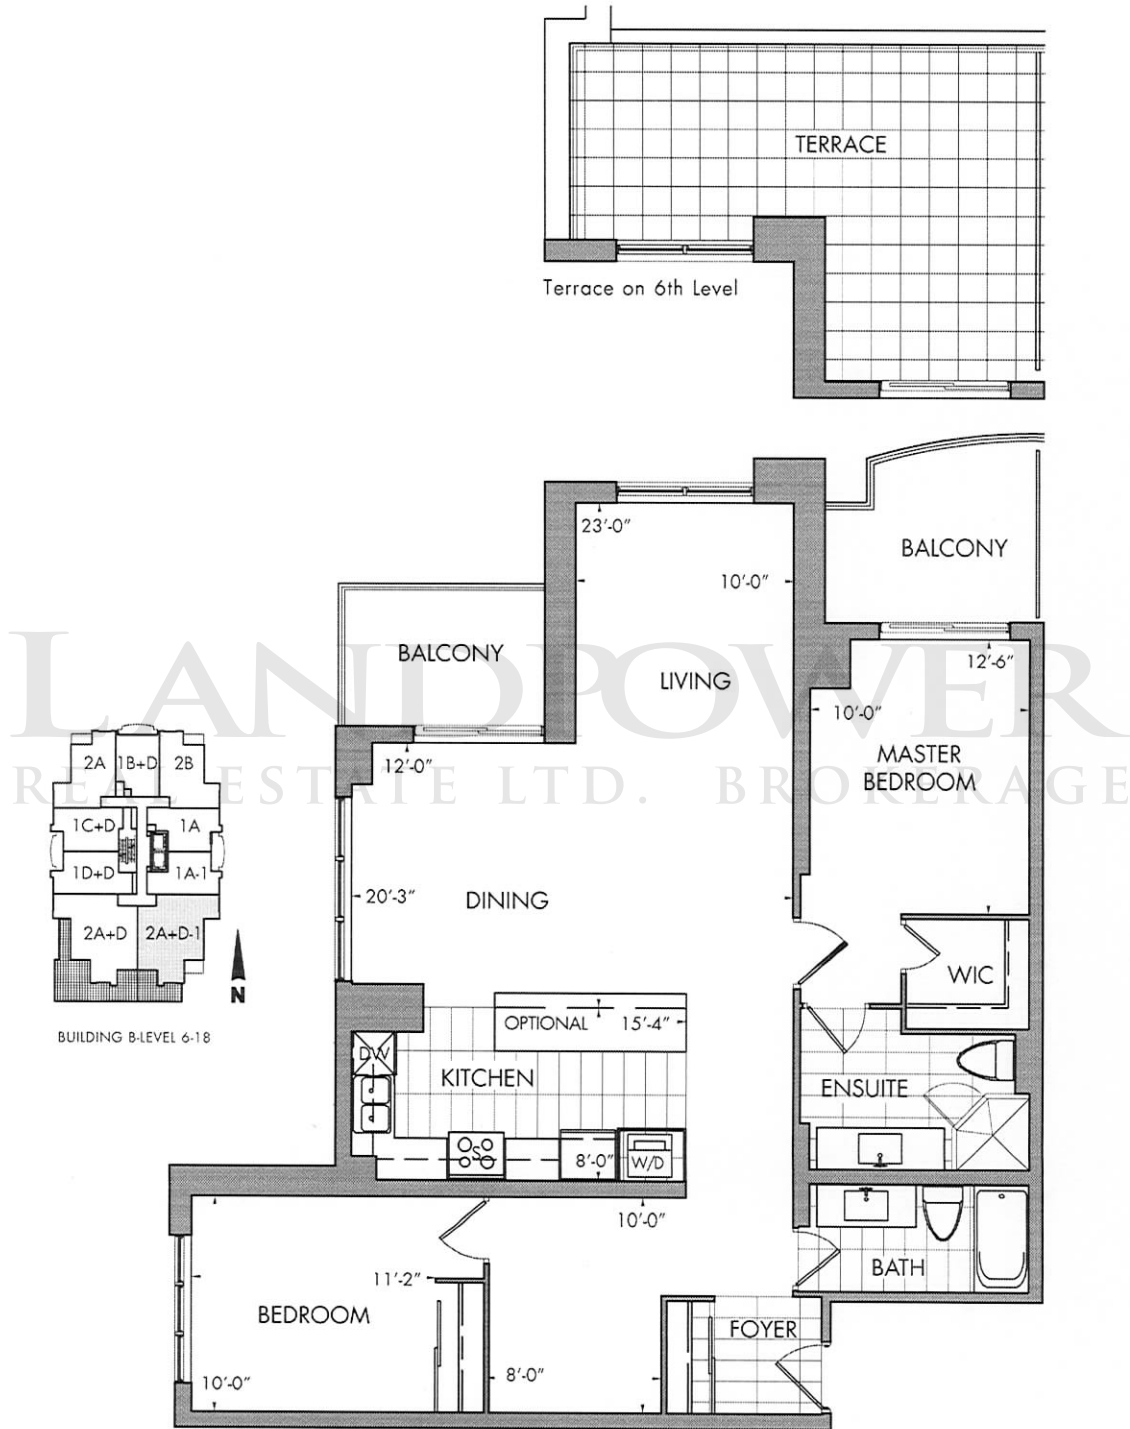 TERRACE
Terrace on 6th Level
23'-0"
BALCONY
10'-0"
BALCONY
LIVING
12'-6"
10'-0"
MASTER
BEDROOM
12'-0"
LANDPOWER
REAL ESTATE LTD. BROKERAGE
2A 1B+D 2B
1C+D 1A
1D+D 1A-1
2A+D 2A+D-1
N
BUILDING B-LEVEL 6-18
20'-3"
DINING
WIC
OPTIONAL 15'-4"
DW
KITCHEN
ENSUITE
S
8'-0"
W/D
10'-0"
BATH
11'-2"
BEDROOM
FOYER
10'-0"
8'-0"